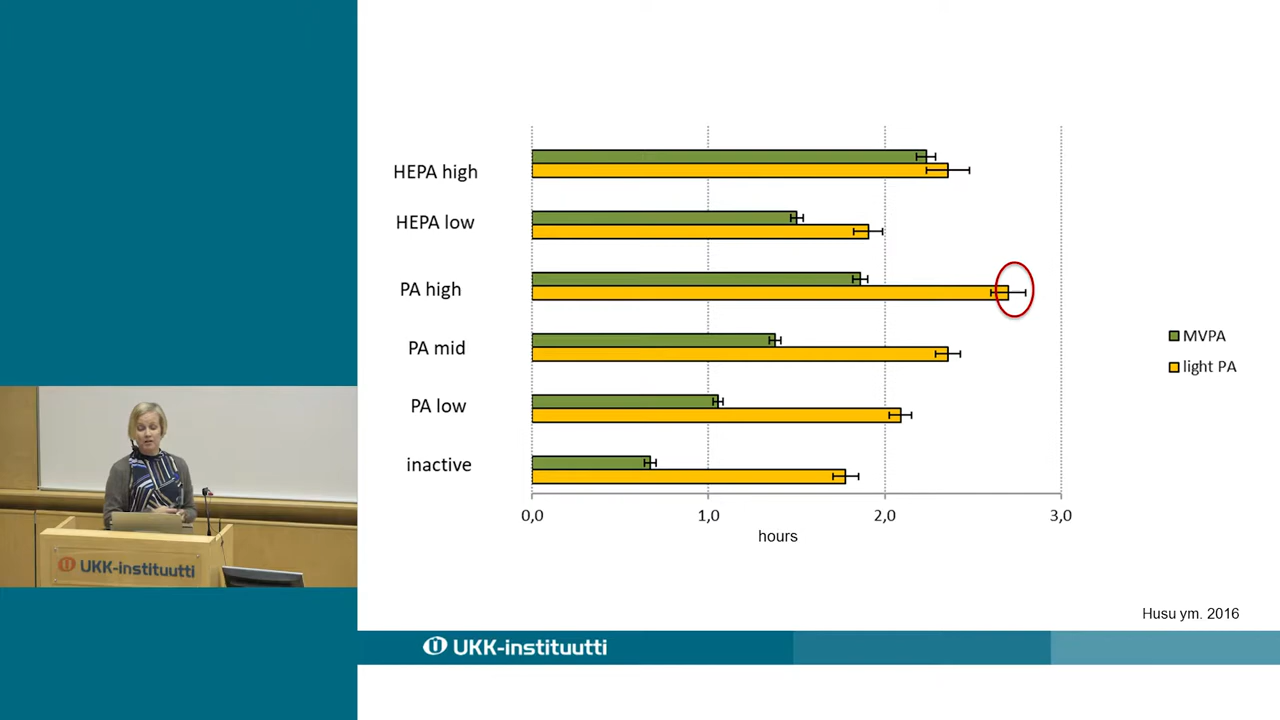 HEPA high
HEPA low
PA high
PA mid
PA low
inactive
0,0 1,0 2,0 3,0
hours
MVPA
light PA
Husu ym. 2016
UKK-instituutti
UKK-instituutti